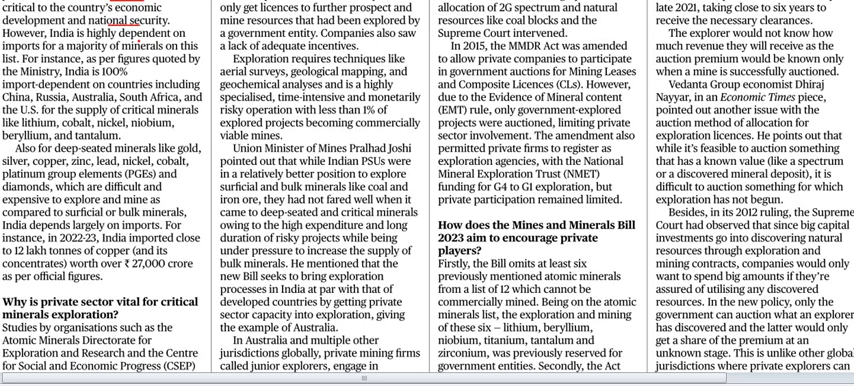 critical to the country's economic
development and national security.
However, India is highly dependent on
imports for a majority of minerals on this
list. For instance, as per figures quoted by
the Ministry, India is 100%
import-dependent on countries including
China, Russia, Australia, South Africa, and
the U.S. for the supply of critical minerals
like lithium, cobalt, nickel, niobium,
beryllium, and tantalum.
Also for deep-seated minerals like gold,
silver, copper, zinc, lead, nickel, cobalt,
platinum group elements (PGEs) and
diamonds, which are difficult and
expensive to explore and mine as
compared to surficial or bulk minerals,
India depends largely on imports. For
instance, in 2022-23, India imported close
to 12 lakh tonnes of copper (and its
concentrates) worth over ₹ 27,000 crore
as per official figures.
Why is private sector vital for critical
minerals exploration?
Studies by organisations such as the
Atomic Minerals Directorate for
Exploration and Research and the Centre
for Social and Economic Progress (CSEP)
only get licences to further prospect and
mine resources that had been explored by
a government entity. Companies also saw
a lack of adequate incentives.
Exploration requires techniques like
aerial surveys, geological mapping, and
geochemical analyses and is a highly
specialised, time-intensive and monetarily
risky operation with less than 1% of
explored projects becoming commercially
viable mines.
Union Minister of Mines Pralhad Joshi
pointed out that while Indian PSUs were
in a relatively better position to explore
surficial and bulk minerals like coal and
iron ore, they had not fared well when it
came to deep-seated and critical minerals
owing to the high expenditure and long
duration of risky projects while being
under pressure to increase the supply of
bulk minerals. He mentioned that the
new Bill seeks to bring exploration
processes in India at par with that of
developed countries by getting private
sector capacity into exploration, giving
the example of Australia.
In Australia and multiple other
jurisdictions globally, private mining firms
called junior explorers, engage in
allocation of 2G spectrum and natural
resources like coal blocks and the
Supreme Court intervened.
In 2015, the MMDR Act was amended
to allow private companies to participate
in government auctions for Mining Leases
and Composite Licences (CLs). However,
due to the Evidence of Mineral content
(EMT) rule, only government-explored
projects were auctioned, limiting private
sector involvement. The amendment also
permitted private firms to register as
exploration agencies, with the National
Mineral Exploration Trust (NMET)
funding for G4 to G1 exploration, but
private participation remained limited.
How does the Mines and Minerals Bill
2023 aim to encourage private
players?
Firstly, the Bill omits at least six
previously mentioned atomic minerals
from a list of 12 which cannot be
commercially mined. Being on the atomic
minerals list, the exploration and mining
of these six — lithium, beryllium,
niobium, titanium, tantalum and
zirconium, was previously reserved for
government entities. Secondly, the Act
late 2021, taking close to six years to
receive the necessary clearances.
The explorer would not know how
much revenue they will receive as the
auction premium would be known only
when a mine is successfully auctioned.
Vedanta Group economist Dhiraj
Nayyar, in an Economic Times piece,
pointed out another issue with the
auction method of allocation for
exploration licences. He points out that
while it's feasible to auction something
that has a known value (like a spectrum
or a discovered mineral deposit), it is
difficult to auction something for which
exploration has not begun.
Besides, in its 2012 ruling, the Supreme
Court had observed that since big capital
investments go into discovering natural
resources through exploration and
mining contracts, companies would only
want to spend big amounts if they're
assured of utilising any discovered
resources. In the new policy, only the
government can auction what an explorer
has discovered and the latter would only
get a share of the premium at an
unknown stage. This is unlike other global
jurisdictions where private explorers can